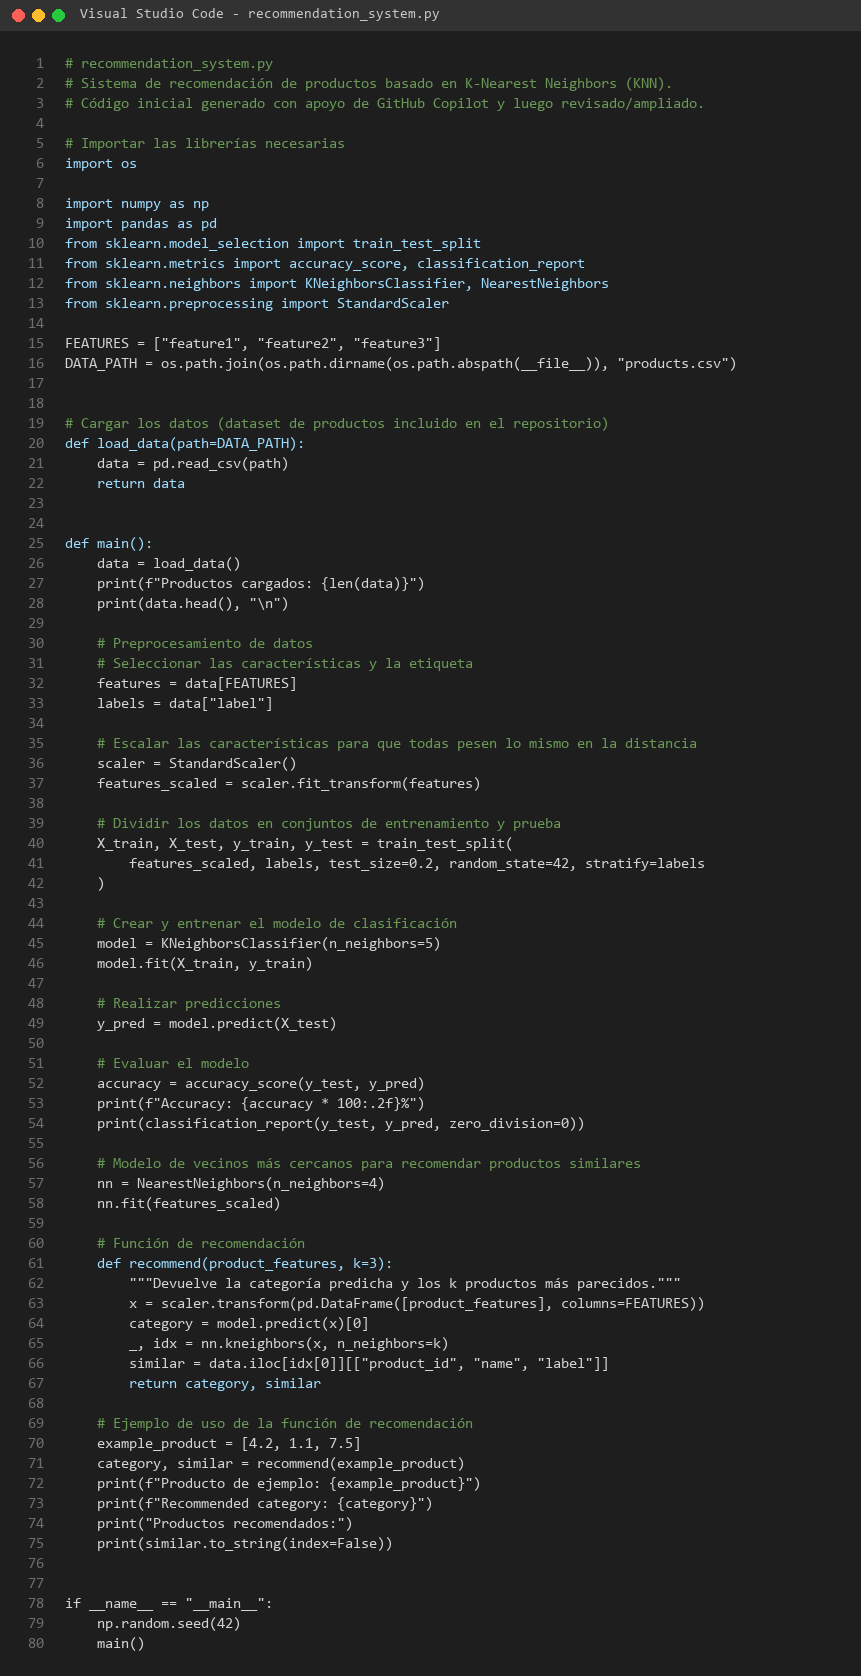 Visual Studio Code - recommendation_system.py
1 # recommendation_system.py
2 # Sistema de recomendación de productos basado en K-Nearest Neighbors (KNN).
3 # Código inicial generado con apoyo de GitHub Copilot y luego revisado/ampliado.
4
5 # Importar las librerías necesarias
6 import os
7
8 import numpy as np
9 import pandas as pd
10 from sklearn.model_selection import train_test_split
11 from sklearn.metrics import accuracy_score, classification_report
12 from sklearn.neighbors import KNeighborsClassifier, NearestNeighbors
13 from sklearn.preprocessing import StandardScaler
14
15 FEATURES = ["feature1", "feature2", "feature3"]
16 DATA_PATH = os.path.join(os.path.dirname(os.path.abspath(__file__)), "products.csv")
17
18
19 # Cargar los datos (dataset de productos incluido en el repositorio)
20 def load_data(path=DATA_PATH):
21     data = pd.read_csv(path)
22     return data
23
24
25 def main():
26     data = load_data()
27     print(f"Productos cargados: {len(data)}")
28     print(data.head(), "\n")
29
30     # Preprocesamiento de datos
31     # Seleccionar las características y la etiqueta
32     features = data[FEATURES]
33     labels = data["label"]
34
35     # Escalar las características para que todas pesen lo mismo en la distancia
36     scaler = StandardScaler()
37     features_scaled = scaler.fit_transform(features)
38
39     # Dividir los datos en conjuntos de entrenamiento y prueba
40     X_train, X_test, y_train, y_test = train_test_split(
41         features_scaled, labels, test_size=0.2, random_state=42, stratify=labels
42     )
43
44     # Crear y entrenar el modelo de clasificación
45     model = KNeighborsClassifier(n_neighbors=5)
46     model.fit(X_train, y_train)
47
48     # Realizar predicciones
49     y_pred = model.predict(X_test)
50
51     # Evaluar el modelo
52     accuracy = accuracy_score(y_test, y_pred)
53     print(f"Accuracy: {accuracy * 100:.2f}%")
54     print(classification_report(y_test, y_pred, zero_division=0))
55
56     # Modelo de vecinos más cercanos para recomendar productos similares
57     nn = NearestNeighbors(n_neighbors=4)
58     nn.fit(features_scaled)
59
60     # Función de recomendación
61     def recommend(product_features, k=3):
62         """Devuelve la categoría predicha y los k productos más parecidos."""
63         x = scaler.transform(pd.DataFrame([product_features], columns=FEATURES))
64         category = model.predict(x)[0]
65         _, idx = nn.kneighbors(x, n_neighbors=k)
66         similar = data.iloc[idx[0]][["product_id", "name", "label"]]
67         return category, similar
68
69     # Ejemplo de uso de la función de recomendación
70     example_product = [4.2, 1.1, 7.5]
71     category, similar = recommend(example_product)
72     print(f"Producto de ejemplo: {example_product}")
73     print(f"Recommended category: {category}")
74     print("Productos recomendados:")
75     print(similar.to_string(index=False))
76
77
78 if __name__ == "__main__":
79     np.random.seed(42)
80     main()